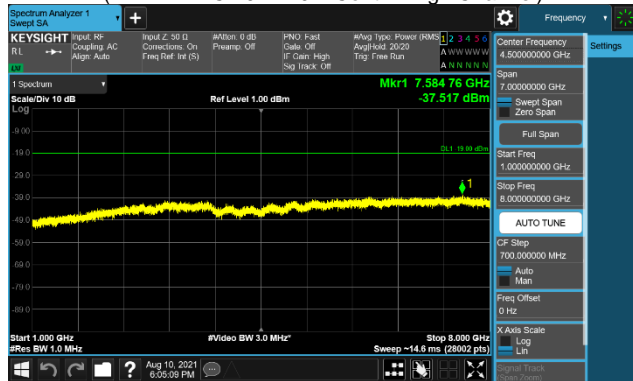 Spectrum Analyzer 1
Swept SA
Frequency
KEYSIGHT
RL
Input: RF
Coupling: AC
Align: Auto
Input Z: 50 Ω
Corrections: On
Freq Ref: Int (S)
#Atten: 0 dB
Preamp: Off
PNO: Fast
Gate: Off
IF Gain: High
Sig Track: Off
#Avg Type: Power (RMS)
Avg|Hold: 20/20
Trig: Free Run
1 2 3 4 5 6
A W W W W W
A N N N N N
LM
1 Spectrum
Scale/Div 10 dB
Log
Ref Level 1.00 dBm
Mkr1 7.584 76 GHz
-37.517 dBm
-9.00
-19.0
DL1 -19.00 dBm
-29.0
1
-39.0
-49.0
-59.0
-69.0
-79.0
-89.0
Start 1.000 GHz
#Res BW 1.0 MHz
#Video BW 3.0 MHz*
Stop 8.000 GHz
Sweep ~14.6 ms (28002 pts)
Center Frequency
4.500000000 GHz
Settings
Span
7.00000000 GHz
Swept Span
Zero Span
Full Span
Start Freq
1.000000000 GHz
Stop Freq
8.000000000 GHz
AUTO TUNE
CF Step
700.000000 MHz
Auto
Man
Freq Offset
0 Hz
X Axis Scale
Log
Lin
Signal Track
(Span Zoom)
Aug 10, 2021
6:05:09 PM